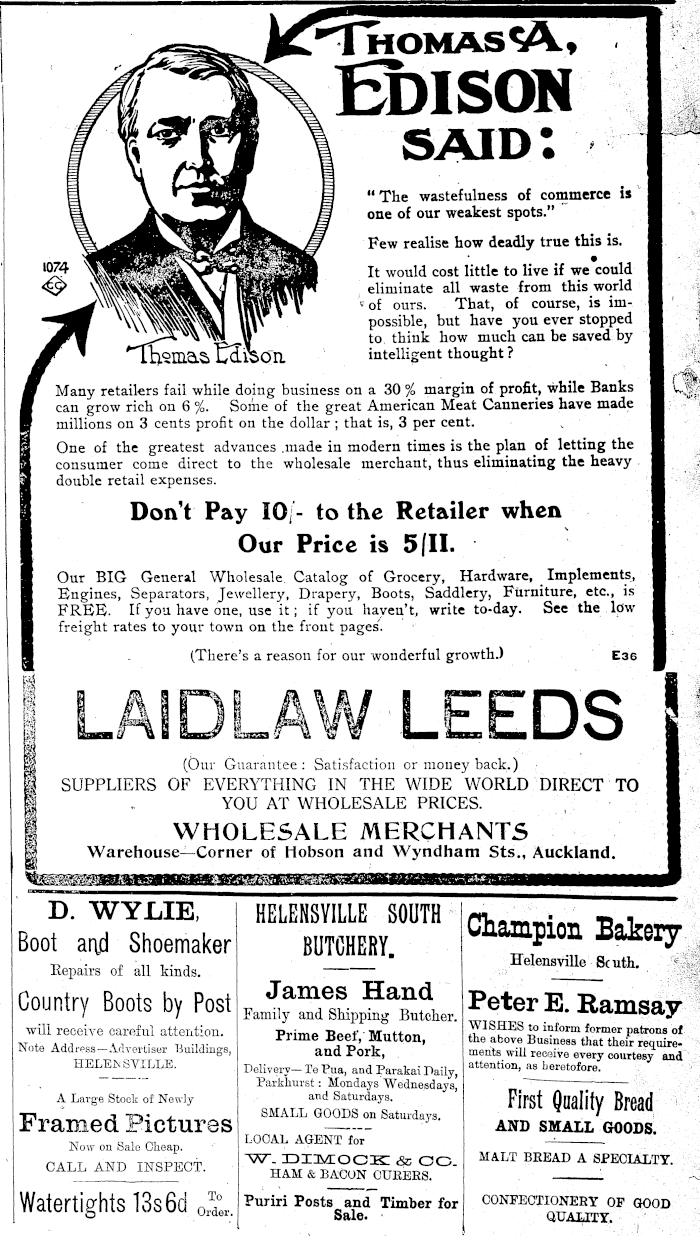 THOMAS A,
EDISON
SAID:
"The wastefulness of commerce is
one of our weakest spots."
Few realise how deadly true this is.
It would cost little to live if we could
eliminate all waste from this world
of ours. That, of course, is im-
possible, but have you ever stopped
to think how much can be saved by
intelligent thought?
1074
Thomas Edison
Many retailers fail while doing business on a 30% margin of profit, while Banks
can grow rich on 6%. Some of the great American Meat Canneries have made
millions on 3 cents profit on the dollar; that is, 3 per cent.
One of the greatest advances made in modern times is the plan of letting the
consumer come direct to the wholesale merchant, thus eliminating the heavy
double retail expenses.
Don't Pay 10/- to the Retailer when
Our Price is 5/11.
Our BIG General Wholesale Catalog of Grocery, Hardware, Implements,
Engines, Separators, Jewellery, Drapery, Boots, Saddlery, Furniture, etc., is
FREE. If you have one, use it; if you haven't, write to-day. See the low
freight rates to your town on the front pages.
(There's a reason for our wonderful growth.)
E36
LAIDLAW LEEDS
(Our Guarantee: Satisfaction or money back.)
SUPPLIERS OF EVERYTHING IN THE WIDE WORLD DIRECT TO
YOU AT WHOLESALE PRICES.
WHOLESALE MERCHANTS
Warehouse—Corner of Hobson and Wyndham Sts., Auckland.
D. WYLIE,
Boot and Shoemaker
Repairs of all kinds.
Country Boots by Post
will receive careful attention.
Note Address—Advertiser Buildings,
HELENSVILLE.
A Large Stock of Newly
Framed Pictures
Now on Sale Cheap.
CALL AND INSPECT.
Watertights 13s6d To
Order.
HELENSVILLE SOUTH
BUTCHERY.
James Hand
Family and Shipping Butcher.
Prime Beef, Mutton,
and Pork,
Delivery—Te Pua, and Parakai Daily,
Parkhurst: Mondays Wednesdays,
and Saturdays.
SMALL GOODS on Saturdays.
LOCAL AGENT for
W. DIMOCK & CO.
HAM & BACON CURERS.
Puriri Posts and Timber for
Sale.
Champion Bakery
Helensville South.
Peter E. Ramsay
WISHES to inform former patrons of
the above Business that their require-
ments will receive every courtesy and
attention, as heretofore.
First Quality Bread
AND SMALL GOODS.
MALT BREAD A SPECIALTY.
CONFECTIONERY OF GOOD
QUALITY.